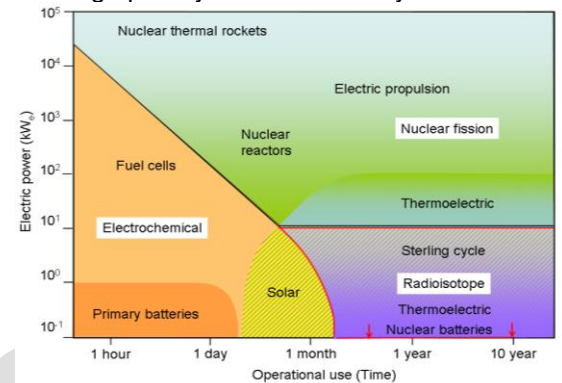 10^5
Nuclear thermal rockets
10^4
Electric propulsion
10^3
Nuclear fission
Nuclear
reactors
Fuel cells
10^2
Thermoelectric
Electrochemical
10^1
Sterling cycle
Radioisotope
Solar
10^0
Primary batteries
Thermoelectric
Nuclear batteries
10^-1
1 hour
1 day
1 month
1 year
10 year
Operational use (Time)
Electric power (kWe)